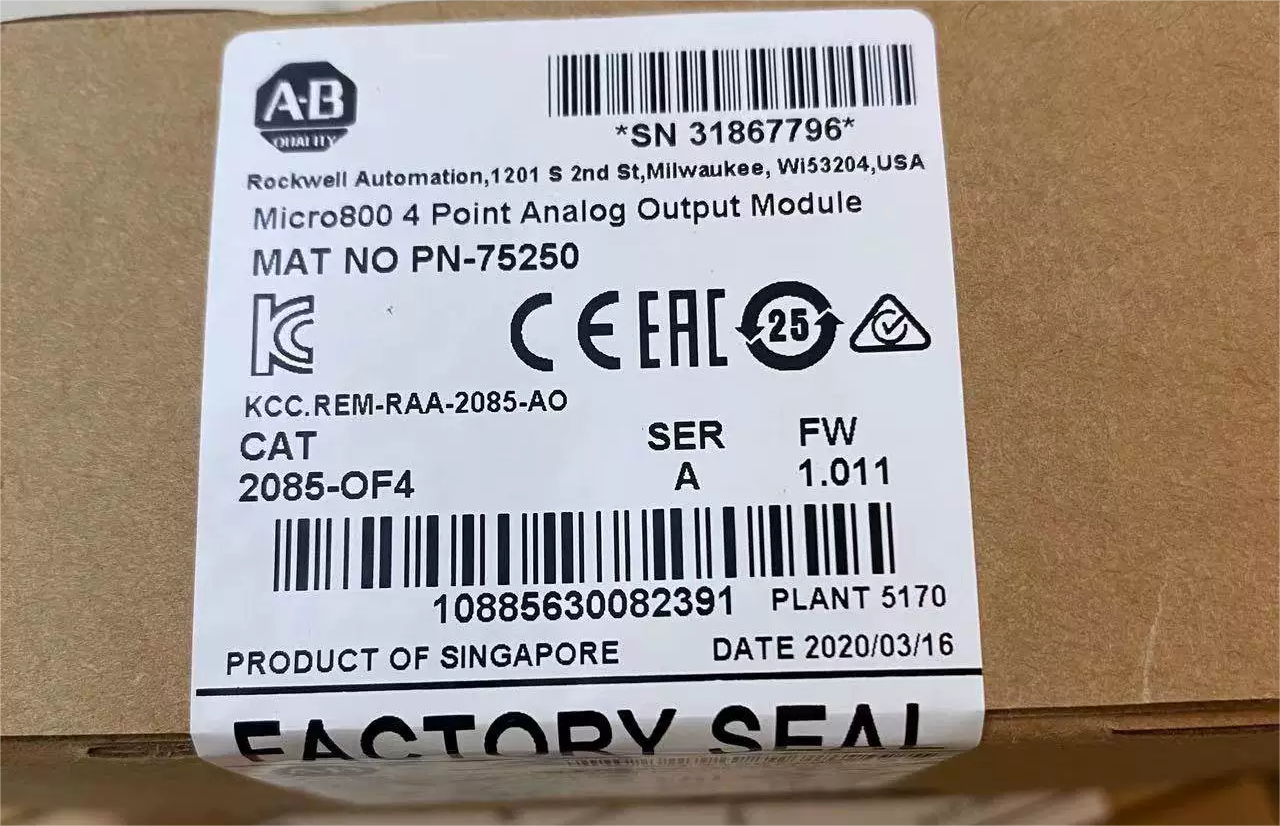 A-B
QUALITY
*SN 31867796*
Rockwell Automation,1201 S 2nd St,Milwaukee, Wi53204,USA
Micro800 4 Point Analog Output Module
MAT NO PN-75250
KC
CE EAC 25
KCC.REM-RAA-2085-AO
CAT SER FW
2085-OF4 A 1.011
10885630082391 PLANT 5170
PRODUCT OF SINGAPORE DATE 2020/03/16
FACTORY SEAL